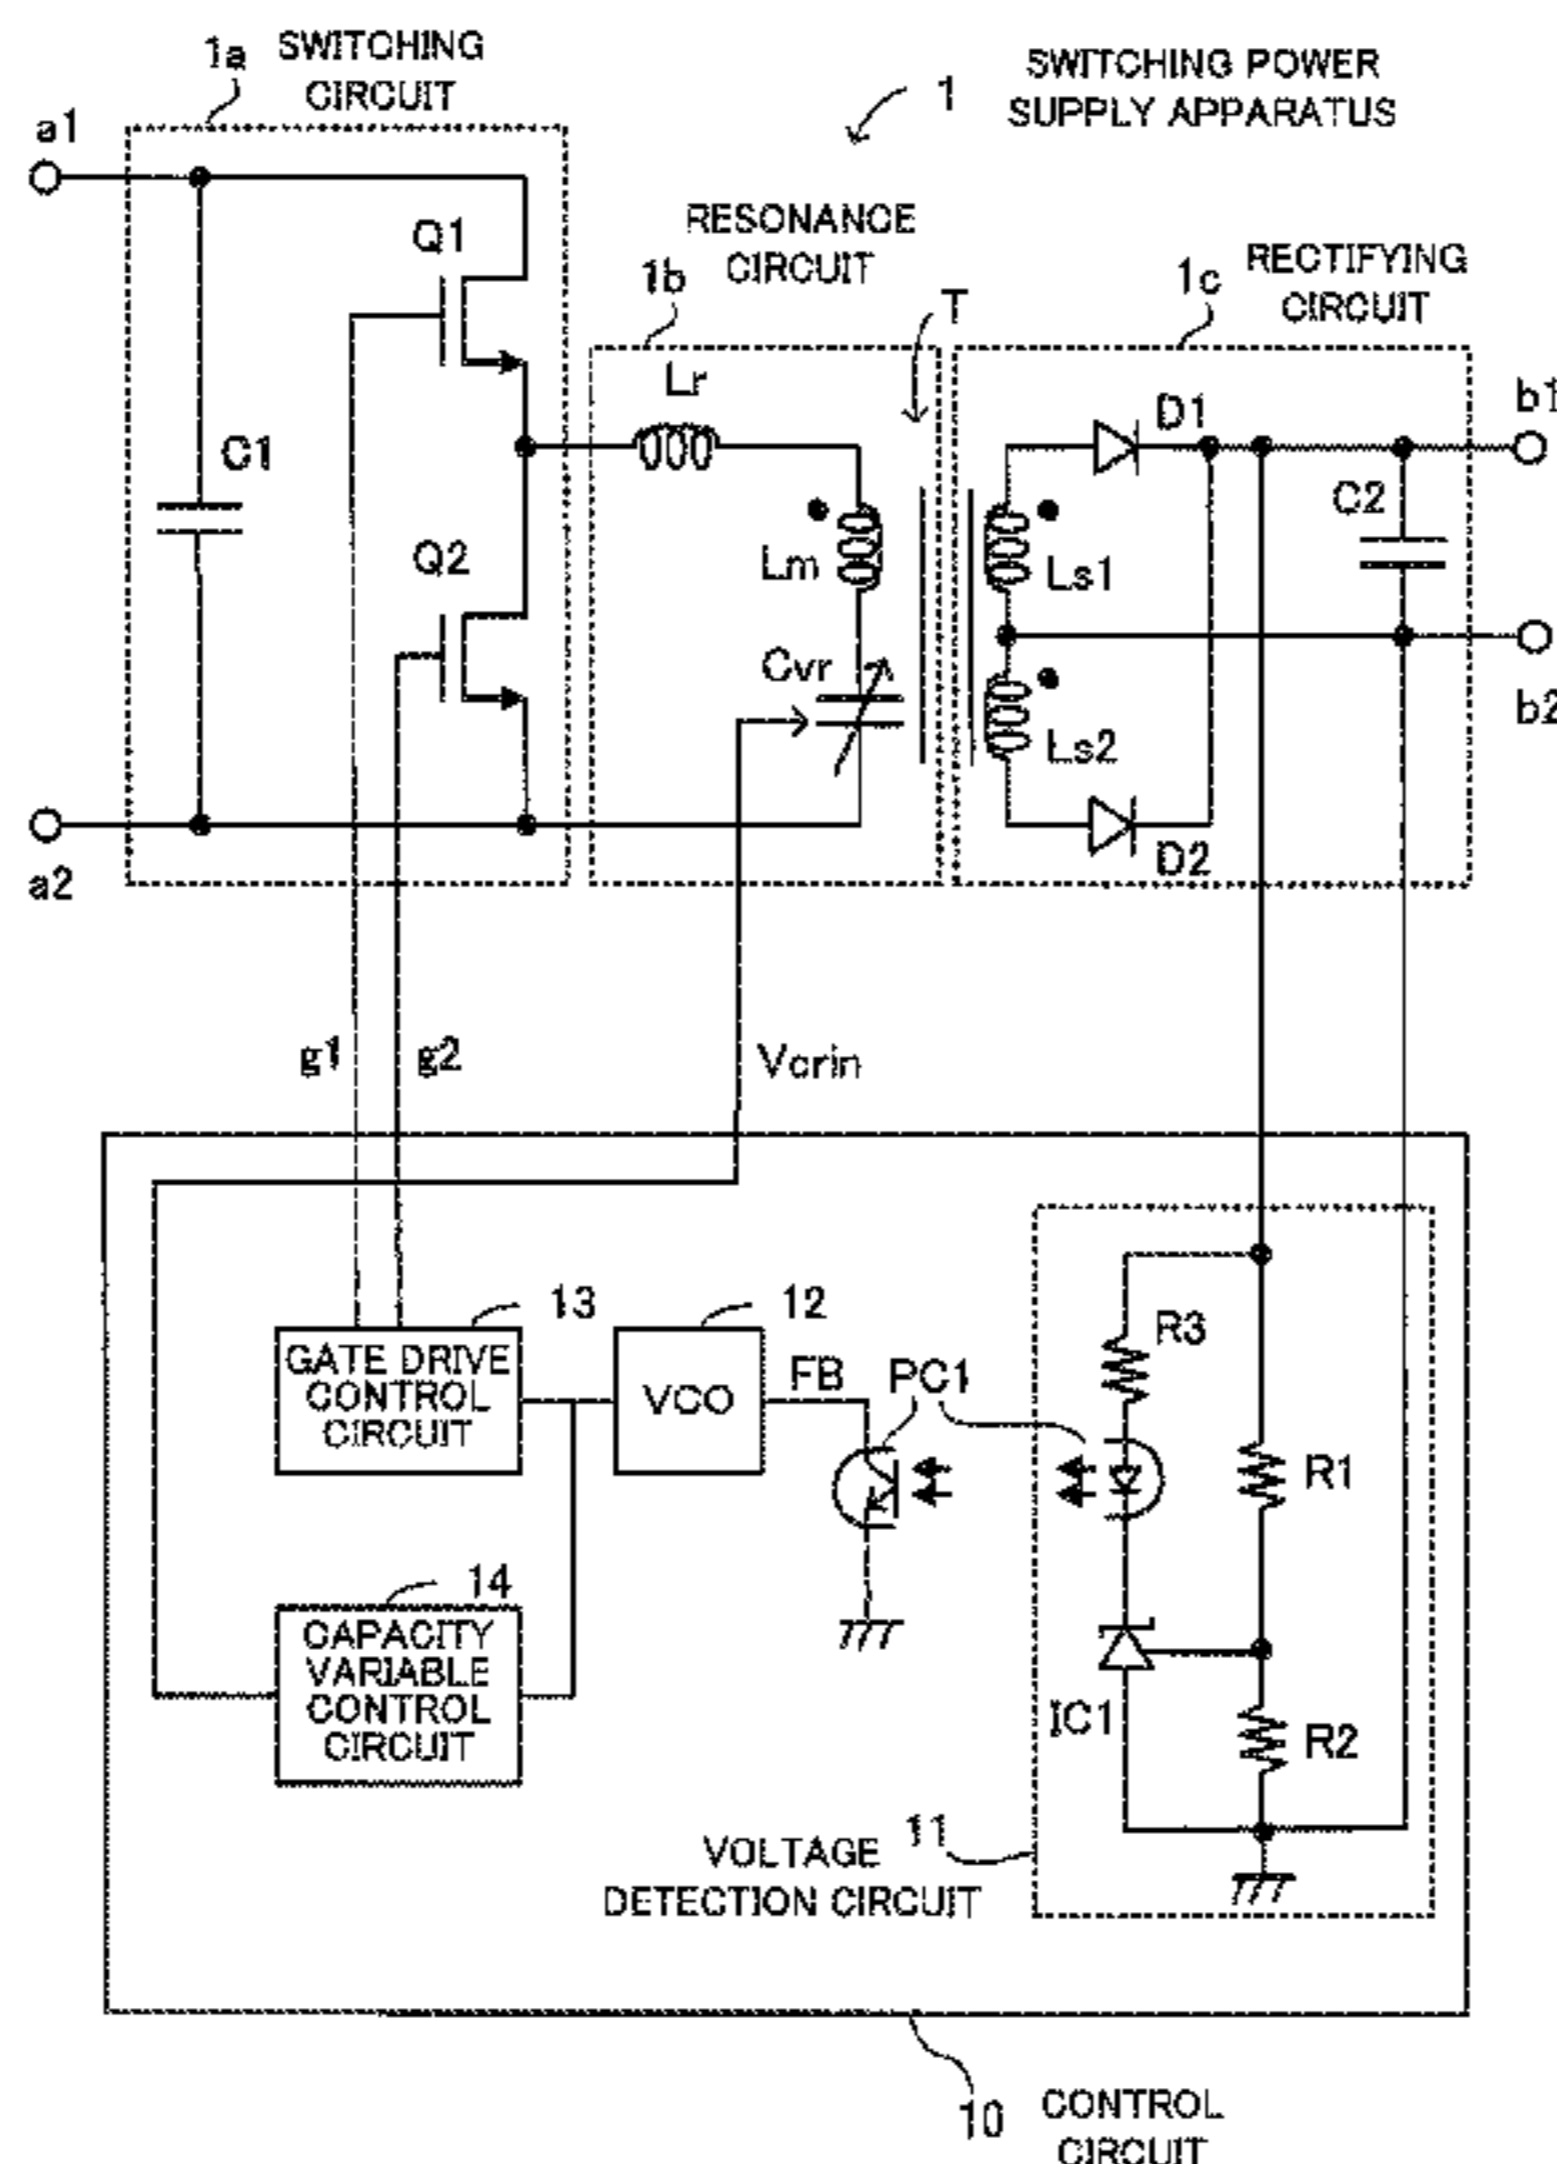 SWITCHING POWER
SUPPLY APPARATUS
1
1a
SWITCHING
CIRCUIT
a1
RESONANCE
CIRCUIT
1b
T
1c
RECTIFYING
CIRCUIT
Q1
Lr
D1
b1
C1
C2
Q2
Lm
Ls1
Cvr
Ls2
b2
a2
D2
g1
g2
Vcrin
13
12
R3
GATE DRIVE
CONTROL
CIRCUIT
VCO
FB
PC1
R1
14
CAPACITY
VARIABLE
CONTROL
CIRCUIT
IC1
R2
11
VOLTAGE
DETECTION CIRCUIT
10
CONTROL
CIRCUIT